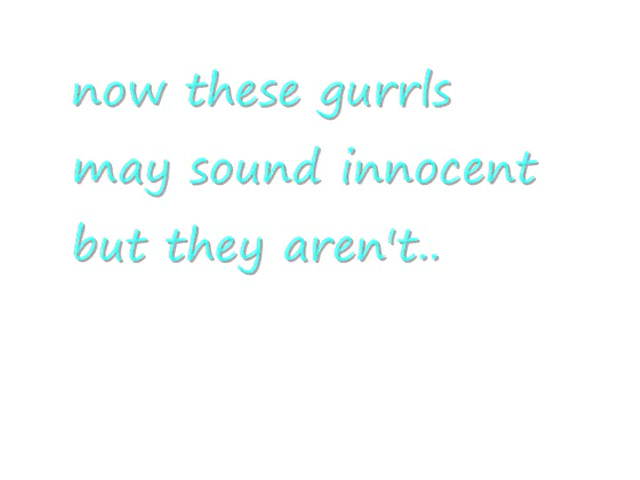 now these gurrls
may sound innocent
but they aren't..